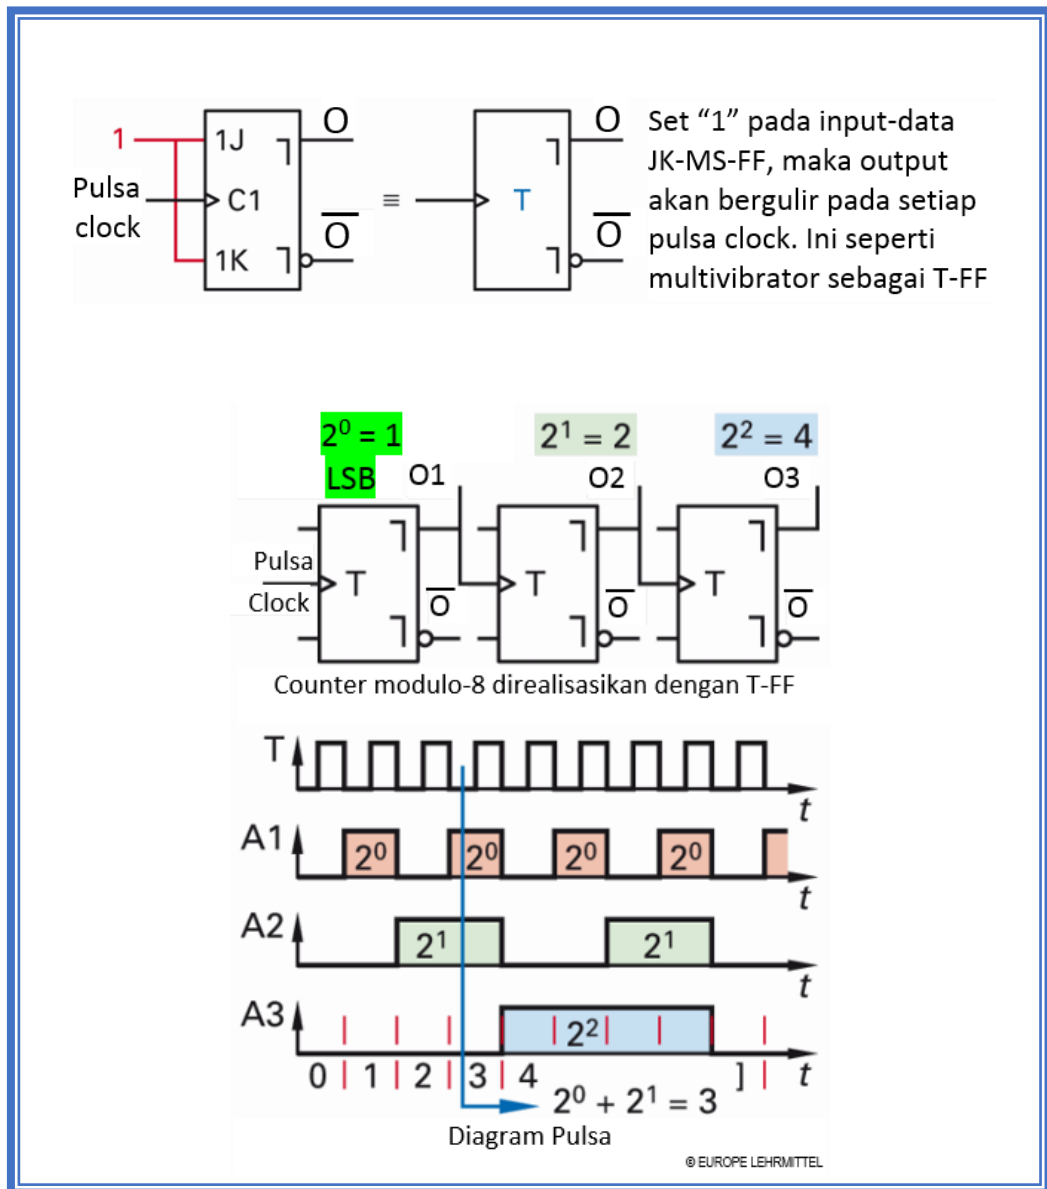 1
1J
O
Pulsa
clock
C1
1K
O
≡
T
O
O
Set “1” pada input-data
JK-MS-FF, maka output
akan bergulir pada setiap
pulsa clock. Ini seperti
multivibrator sebagai T-FF
2⁰ = 1
2¹ = 2
2² = 4
LSB
O1
O2
O3
Pulsa
Clock
T
O
T
O
T
O
Counter modulo-8 direalisasikan dengan T-FF
T
t
A1
2⁰
2⁰
2⁰
2⁰
t
A2
2¹
2¹
t
A3
2²
0 | 1 | 2 | 3 | 4 ] | t
2⁰ + 2¹ = 3
Diagram Pulsa
© EUROPE LEHRMITTEL